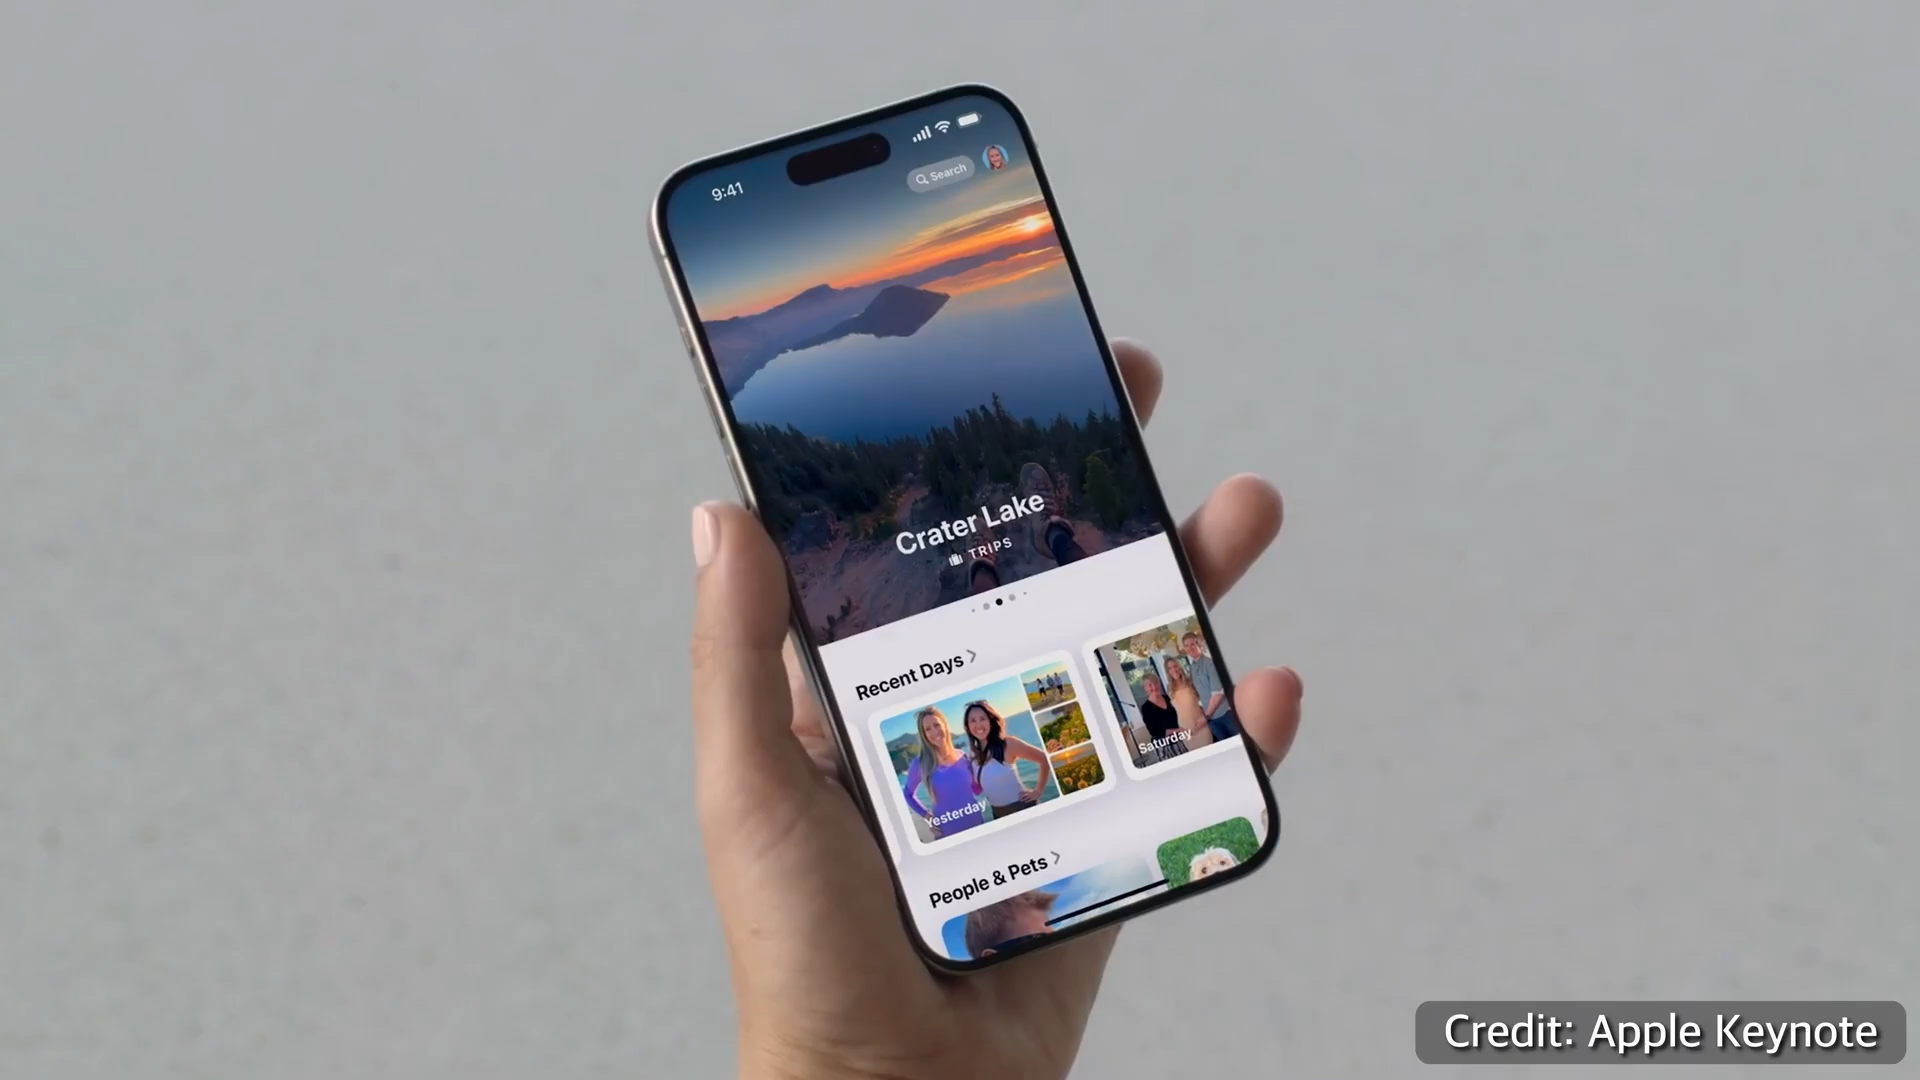 9:41
Search
Crater Lake
TRIPS
Recent Days
Yesterday
Saturday
People & Pets
Credit: Apple Keynote